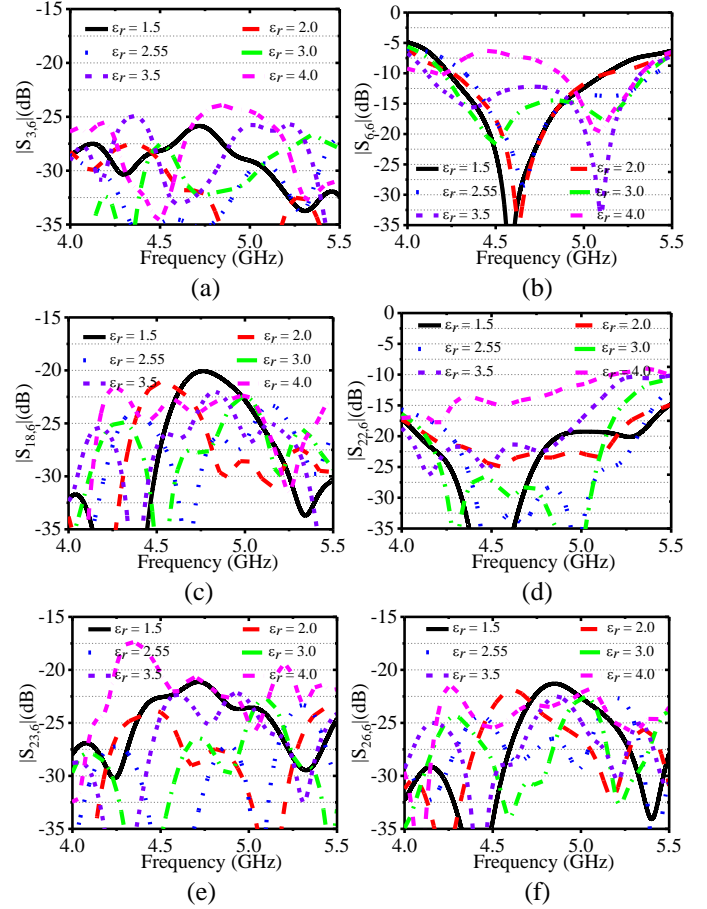 |S3,6|(dB)
-15
-20
-25
-30
-35
εr = 1.5
εr = 2.0
εr = 2.55
εr = 3.0
εr = 3.5
εr = 4.0
4.0 4.5 5.0 5.5
Frequency (GHz)
(a)
|S6,6|(dB)
0
-5
-10
-15
-20
-25
-30
-35
εr = 1.5
εr = 2.0
εr = 2.55
εr = 3.0
εr = 3.5
εr = 4.0
4.0 4.5 5.0 5.5
Frequency (GHz)
(b)
|S18,6|(dB)
-15
-20
-25
-30
-35
εr = 1.5
εr = 2.0
εr = 2.55
εr = 3.0
εr = 3.5
εr = 4.0
4.0 4.5 5.0 5.5
Frequency (GHz)
(c)
|S22,6|(dB)
0
-5
-10
-15
-20
-25
-30
-35
εr = 1.5
εr = 2.0
εr = 2.55
εr = 3.0
εr = 3.5
εr = 4.0
4.0 4.5 5.0 5.5
Frequency (GHz)
(d)
|S23,6|(dB)
-15
-20
-25
-30
-35
εr = 1.5
εr = 2.0
εr = 2.55
εr = 3.0
εr = 3.5
εr = 4.0
4.0 4.5 5.0 5.5
Frequency (GHz)
(e)
|S26,6|(dB)
-15
-20
-25
-30
-35
εr = 1.5
εr = 2.0
εr = 2.55
εr = 3.0
εr = 3.5
εr = 4.0
4.0 4.5 5.0 5.5
Frequency (GHz)
(f)